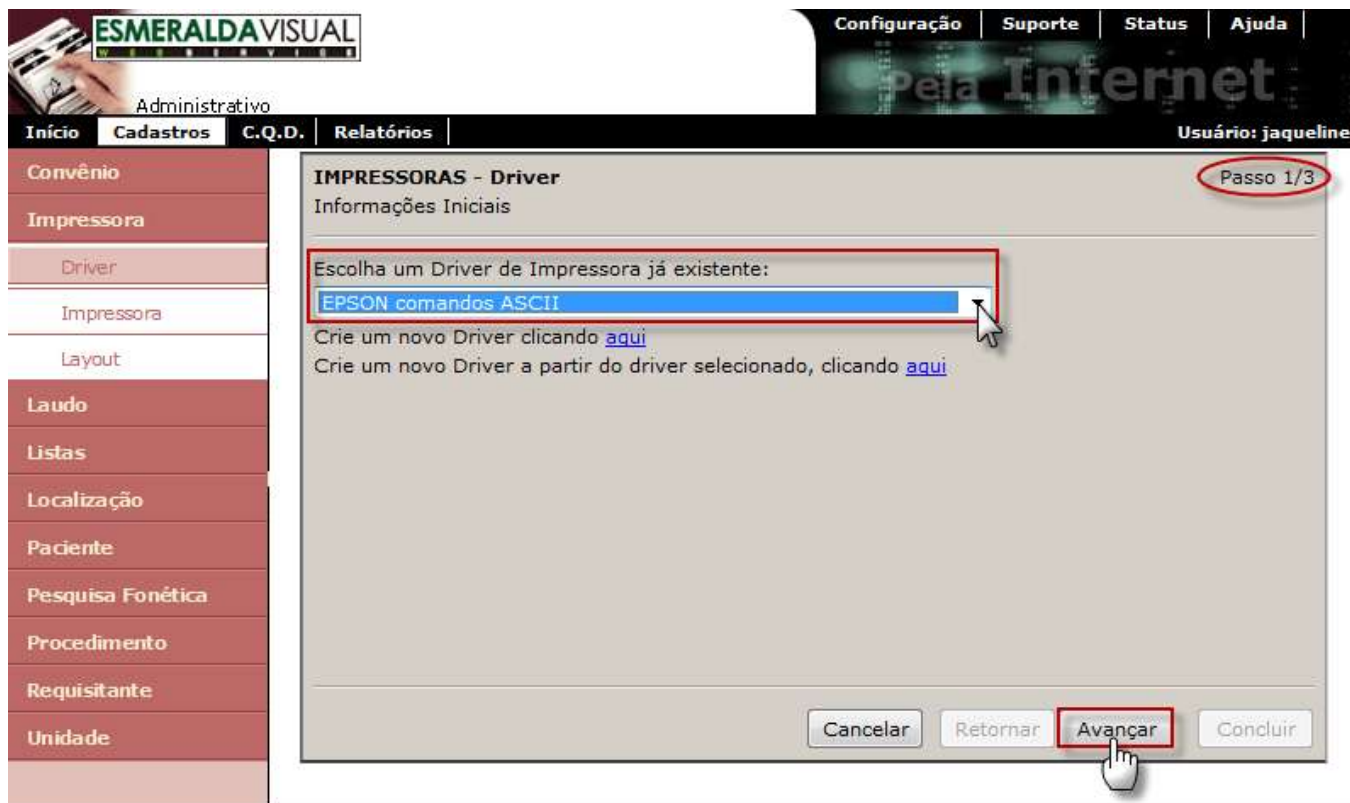 ESMERALDAVISUAL
WEB SERVICE
Administrativo
Configuração Suporte Status Ajuda
Pela Internet
Início Cadastros C.Q.D. Relatórios Usuário: jaqueline
Convênio
Impressora
Driver
Impressora
Layout
Laudo
Listas
Localização
Paciente
Pesquisa Fonética
Procedimento
Requisitante
Unidade
IMPRESSORAS - Driver Passo 1/3
Informações Iniciais
Escolha um Driver de Impressora já existente:
EPSON comandos ASCII
Crie um novo Driver clicando aqui
Crie um novo Driver a partir do driver selecionado, clicando aqui
Cancelar Retornar Avançar Concluir